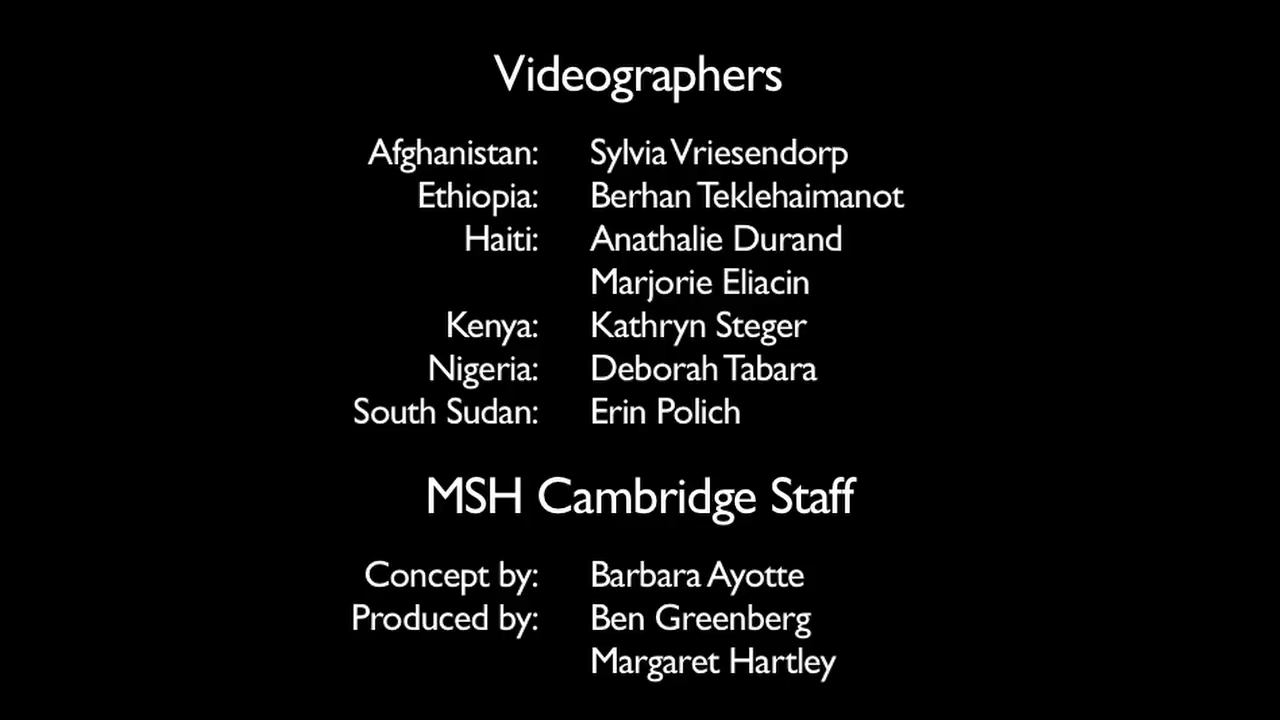 Videographers
Afghanistan: Sylvia Vriesendorp
Ethiopia: Berhan Teklehaimanot
Haiti: Anathalie Durand
Marjorie Eliacin
Kenya: Kathryn Steger
Nigeria: Deborah Tabara
South Sudan: Erin Polich
MSH Cambridge Staff
Concept by: Barbara Ayotte
Produced by: Ben Greenberg
Margaret Hartley